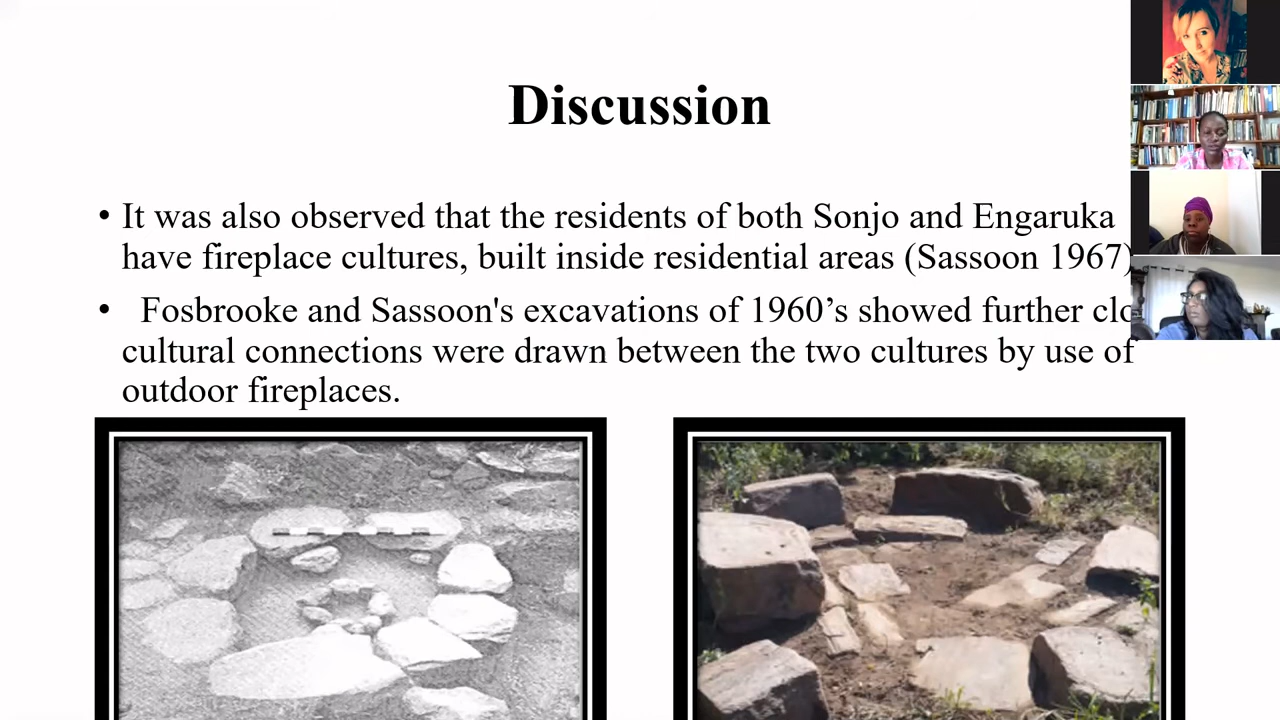 Discussion
• It was also observed that the residents of both Sonjo and Engaruka
have fireplace cultures, built inside residential areas (Sassoon 1967)
• Fosbrooke and Sassoon's excavations of 1960’s showed further
cultural connections were drawn between the two cultures by use of
outdoor fireplaces.